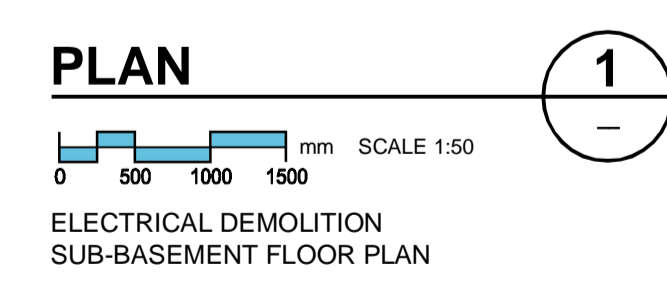 PLAN
1
–
mm SCALE 1:50
0 500 1000 1500
ELECTRICAL DEMOLITION
SUB-BASEMENT FLOOR PLAN